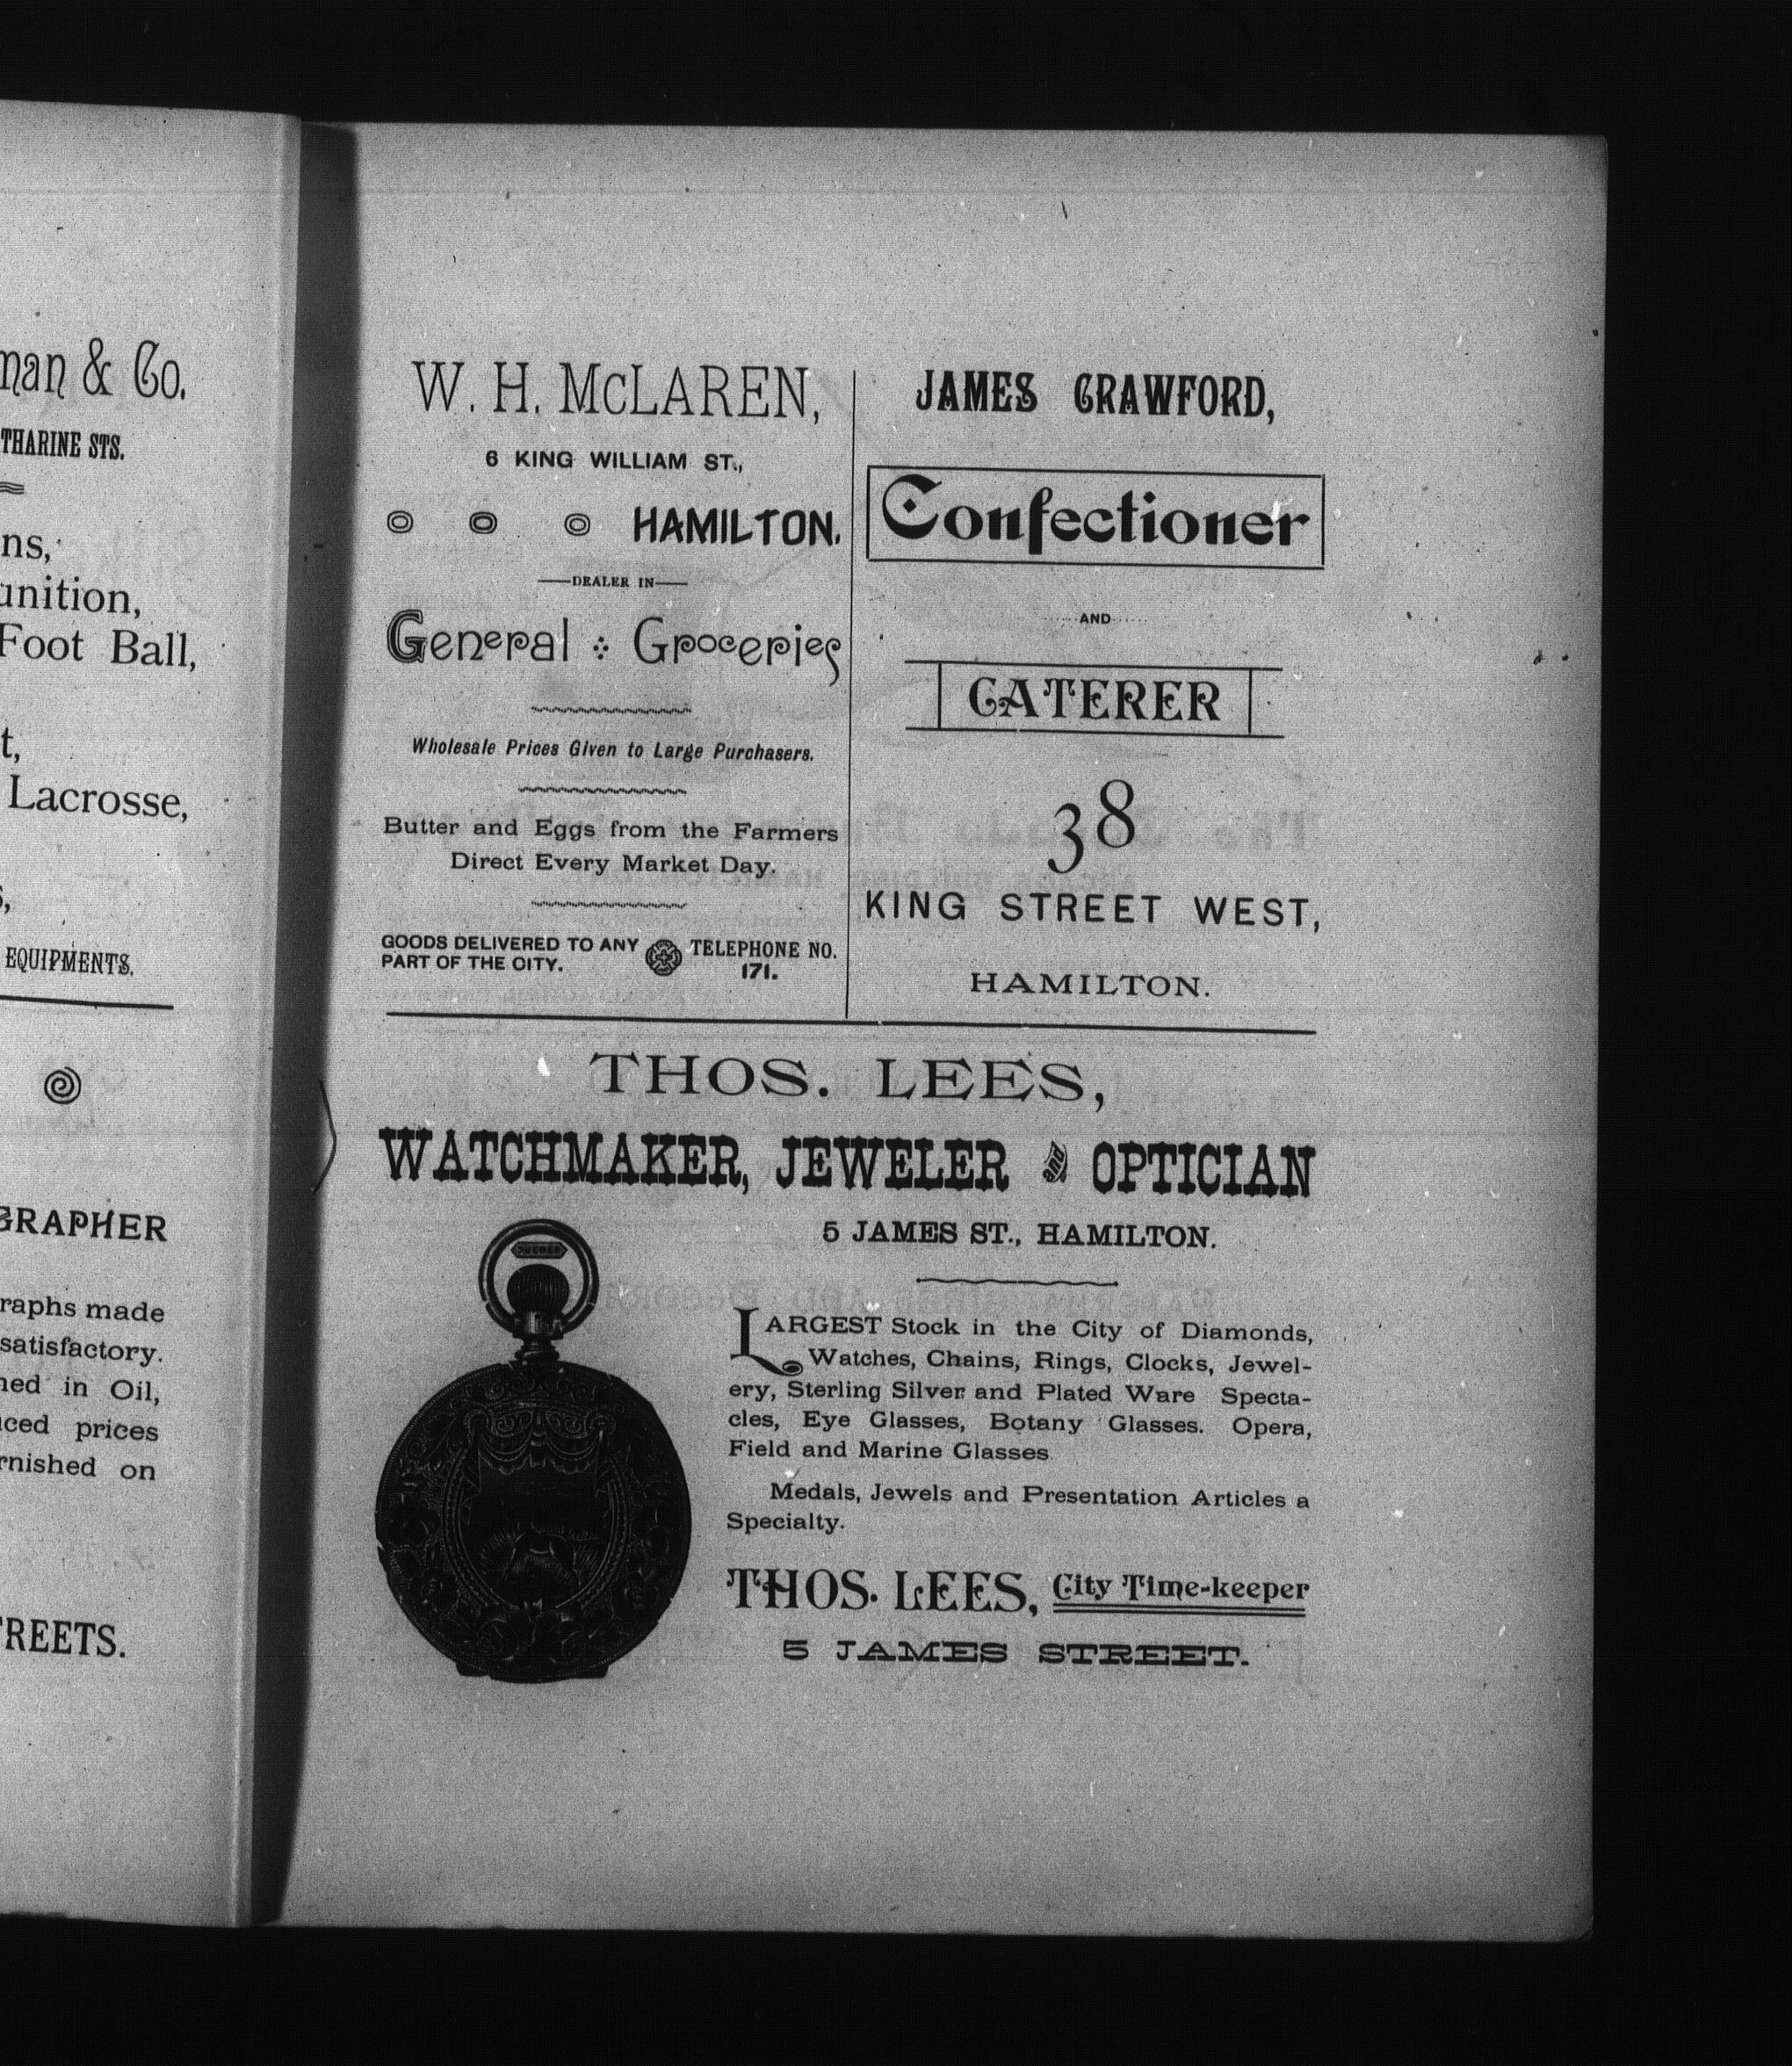 man & Co.
THARINE STS.
ns,
unition,
Foot Ball,
t,
Lacrosse,
s,
EQUIPMENTS.
GRAPHER
raphs made
satisfactory.
ned in Oil,
ced prices
rnished on
TREETS.
W. H. McLAREN,
6 KING WILLIAM ST.,
HAMILTON.
DEALER IN
General Groceries
Wholesale Prices Given to Large Purchasers.
Butter and Eggs from the Farmers
Direct Every Market Day.
GOODS DELIVERED TO ANY
PART OF THE CITY.
TELEPHONE NO.
171.
JAMES CRAWFORD,
Confectioner
AND
CATERER
38
KING STREET WEST,
HAMILTON.
THOS. LEES,
WATCHMAKER, JEWELER and OPTICIAN
5 JAMES ST., HAMILTON.
LARGEST Stock in the City of Diamonds,
Watches, Chains, Rings, Clocks, Jewel-
ery, Sterling Silver and Plated Ware Specta-
cles, Eye Glasses, Botany Glasses. Opera,
Field and Marine Glasses.
Medals, Jewels and Presentation Articles a
Specialty.
THOS. LEES, City Time-keeper
5 JAMES STREET.